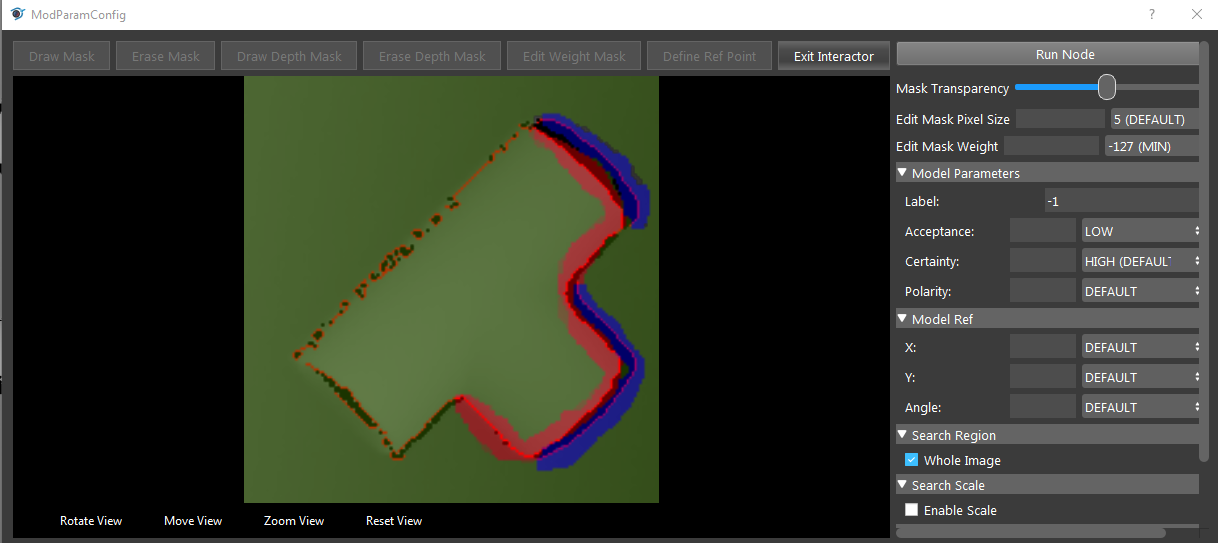 ModParamConfig
Draw Mask Erase Mask Draw Depth Mask Erase Depth Mask Edit Weight Mask Define Ref Point Exit Interactor
Run Node
Mask Transparency
Edit Mask Pixel Size 5 (DEFAULT)
Edit Mask Weight -127 (MIN)
Model Parameters
Label: -1
Acceptance: LOW
Certainty: HIGH (DEFAULT
Polarity: DEFAULT
Model Ref
X: DEFAULT
Y: DEFAULT
Angle: DEFAULT
Search Region
Whole Image
Search Scale
Enable Scale
Rotate View Move View Zoom View Reset View